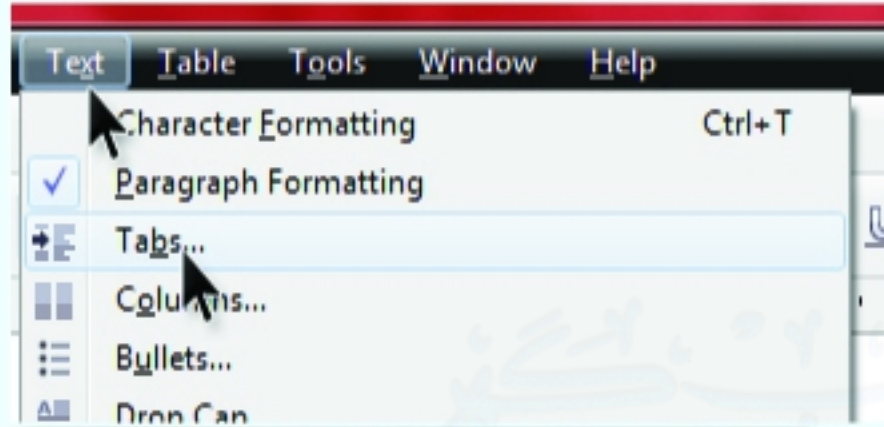 Text Table Tools Window Help
Character Formatting Ctrl+T
Paragraph Formatting
Tabs...
Columns...
Bullets...
Drop Cap